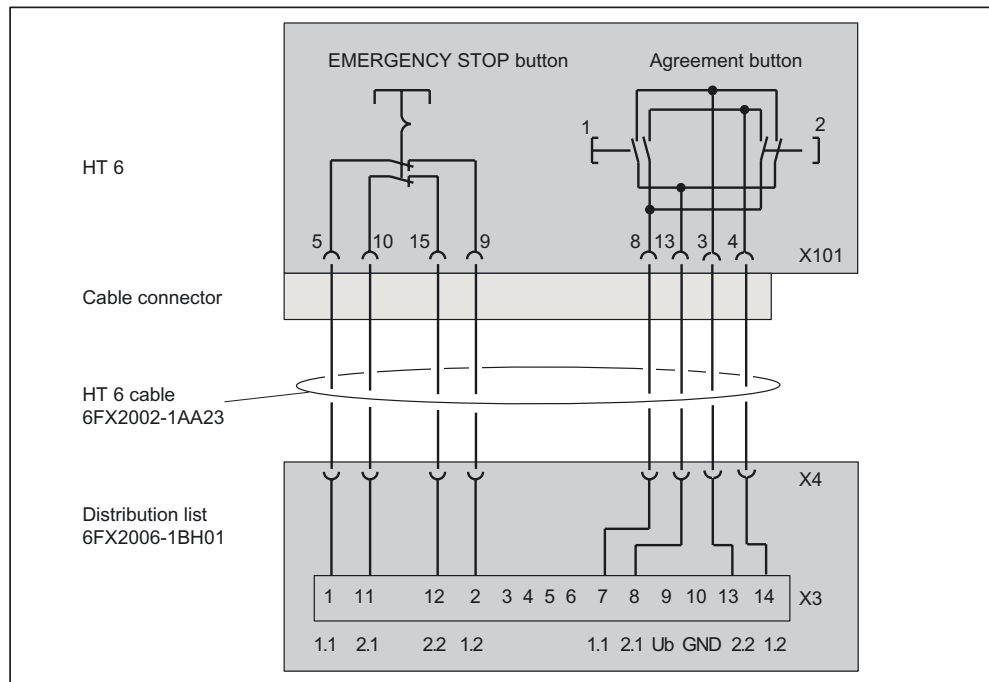 EMERGENCY STOP button Agreement button
1 2
HT 6
5 10 15 9 8 13 3 4
X101
Cable connector
HT 6 cable
6FX2002-1AA23
X4
Distribution list
6FX2006-1BH01
1 11 12 2 3 4 5 6 7 8 9 10 13 14 X3
1.1 2.1 2.2 1.2 1.1 2.1 Ub GND 2.2 1.2